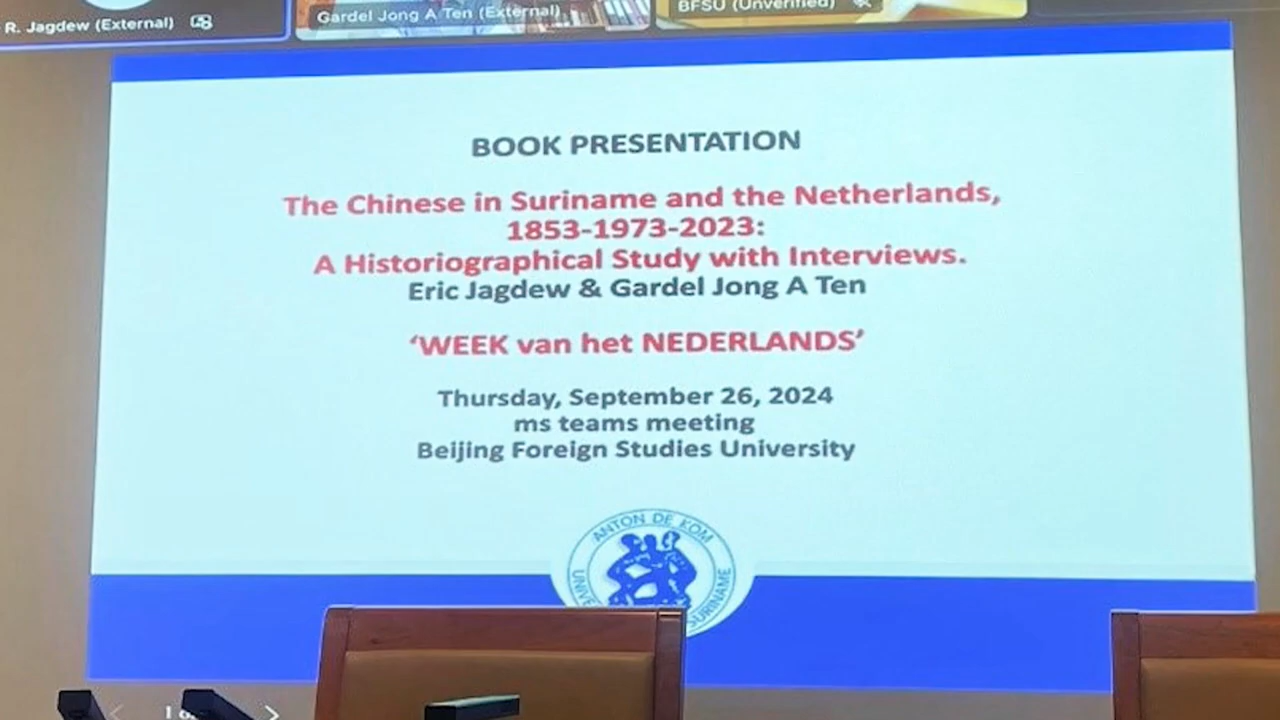 R. Jagdew (External)
Gardel Jong A Ten (External)
BFSU (Unverified)
BOOK PRESENTATION
The Chinese in Suriname and the Netherlands,
1853-1973-2023:
A Historiographical Study with Interviews.
Eric Jagdew & Gardel Jong A Ten
‘WEEK van het NEDERLANDS’
Thursday, September 26, 2024
ms teams meeting
Beijing Foreign Studies University
ANTON DE KOM
SURINAME